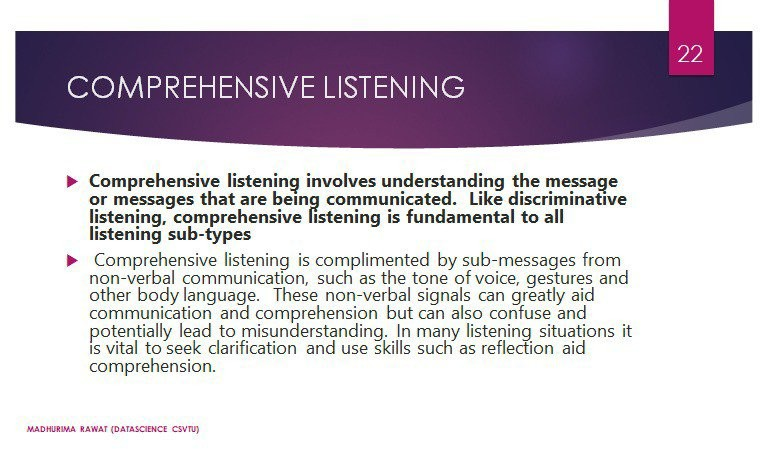 22
COMPREHENSIVE LISTENING
Comprehensive listening involves understanding the message
or messages that are being communicated. Like discriminative
listening, comprehensive listening is fundamental to all
listening sub-types
Comprehensive listening is complimented by sub-messages from
non-verbal communication, such as the tone of voice, gestures and
other body language. These non-verbal signals can greatly aid
communication and comprehension but can also confuse and
potentially lead to misunderstanding. In many listening situations it
is vital to seek clarification and use skills such as reflection aid
comprehension.
MADHURIMA RAWAT (DATASCIENCE CSVTU)